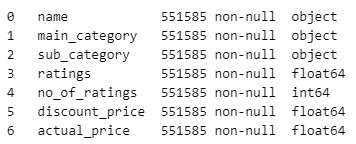 0 name 551585 non-null object
1 main_category 551585 non-null object
2 sub_category 551585 non-null object
3 ratings 551585 non-null float64
4 no_of_ratings 551585 non-null int64
5 discount_price 551585 non-null float64
6 actual_price 551585 non-null float64